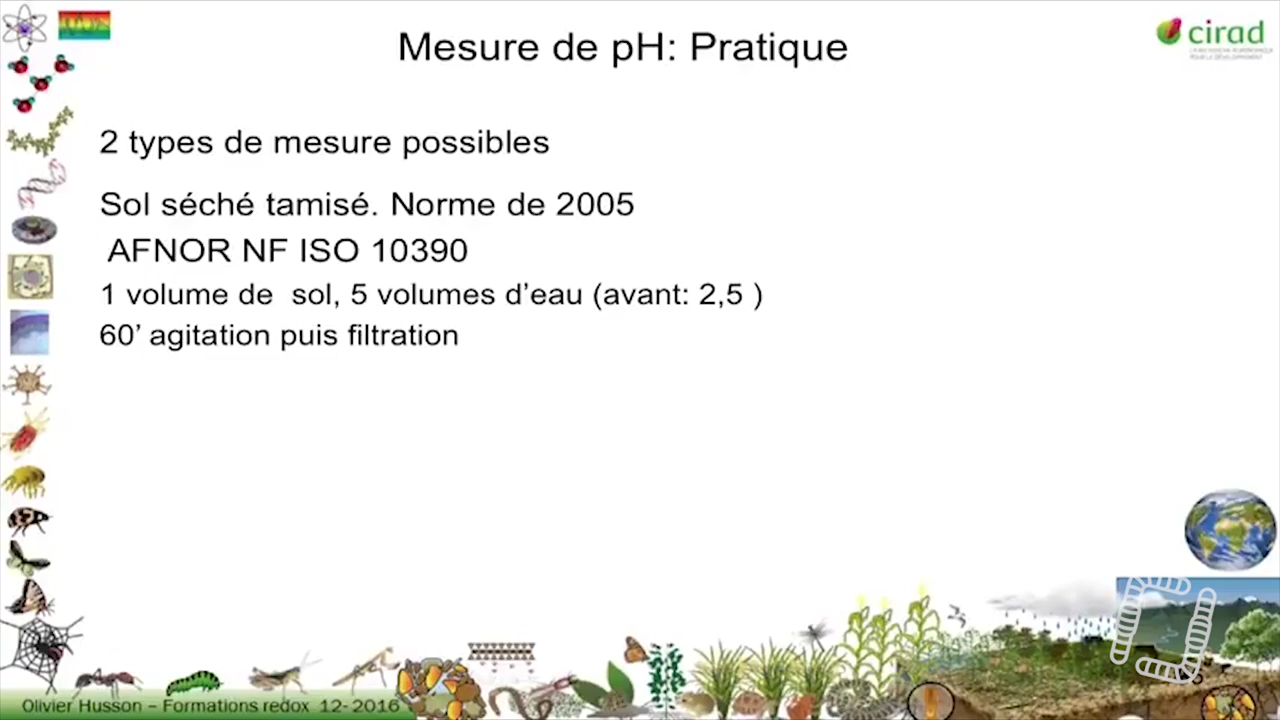 Mesure de pH: Pratique
cirad
2 types de mesure possibles
Sol séché tamisé. Norme de 2005
AFNOR NF ISO 10390
1 volume de sol, 5 volumes d’eau (avant: 2,5 )
60’ agitation puis filtration
Olivier Husson – Formations redox 12- 2016